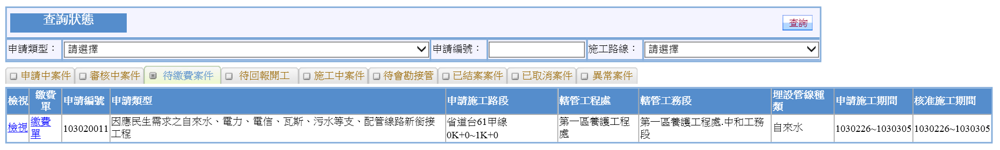 查詢狀態
查詢
申請類型： 請選擇 申請編號： 施工路線： 請選擇
申請中案件 審核中案件 待繳費案件 待回報開工 施工中案件 待會勘接管 已結案案件 已取消案件 異常案件
檢視 繳費單 申請編號 申請類型 申請施工路段 轄管工程處 轄管工務段 埋設管線種類 申請施工期間 核准施工期間
檢視 繳費單 103020011 因應民生需求之自來水、電力、電信、瓦斯、污水等支、配管線路新銜接工程 省道台61甲線 0K+0~1K+0 第一區養護工程處 第一區養護工程處.中和工務段 自來水 1030226~1030305 1030226~1030305